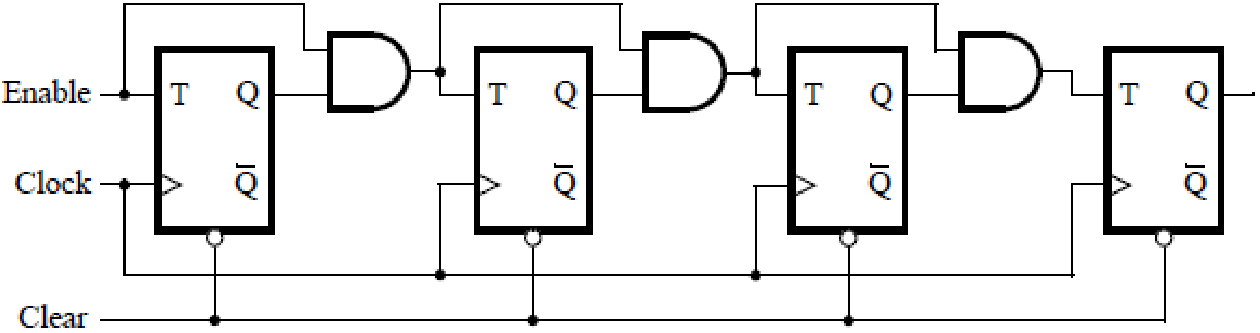 Enable T Q T Q T Q T Q
Clock Q̅ Q̅ Q̅ Q̅
Clear